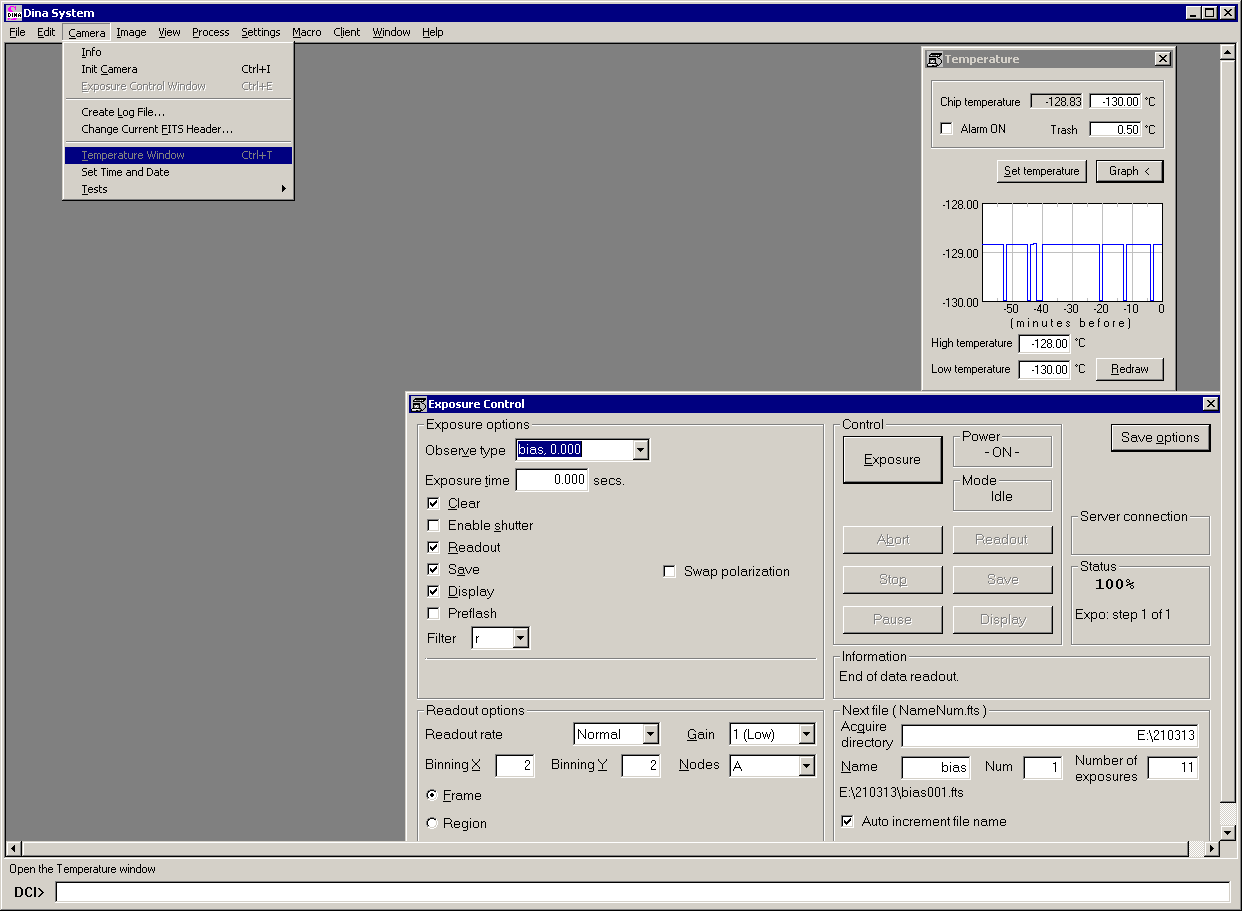 Dina System
File Edit Camera Image View Process Settings Macro Client Window Help
Info
Init Camera Ctrl+I
Exposure Control Window Ctrl+E
Create Log File...
Change Current FITS Header...
Temperature Window Ctrl+T
Set Time and Date
Tests
Temperature
Chip temperature -128.83 -130.00 °C
Alarm ON Trash 0.50 °C
Set temperature Graph <
-128.00
-129.00
-130.00
-50 -40 -30 -20 -10 0
(minutes before)
High temperature -128.00 °C
Low temperature -130.00 °C Redraw
Exposure Control
Exposure options
Observe type bias, 0.000
Exposure time 0.000 secs.
Clear
Enable shutter
Readout
Save
Swap polarization
Display
Preflash
Filter r
Control
Exposure
Power
- ON -
Mode
Idle
Abort Readout
Stop Save
Pause Display
Save options
Server connection
Status
100%
Expo: step 1 of 1
Information
End of data readout.
Readout options
Readout rate Normal Gain 1 (Low)
Binning X 2 Binning Y 2 Nodes A
Frame
Region
Next file ( NameNum.fts )
Acquire
directory E:\210313
Name bias Num 1 Number of
exposures 11
E:\210313\bias001.fts
Auto increment file name
Open the Temperature window
DCI>